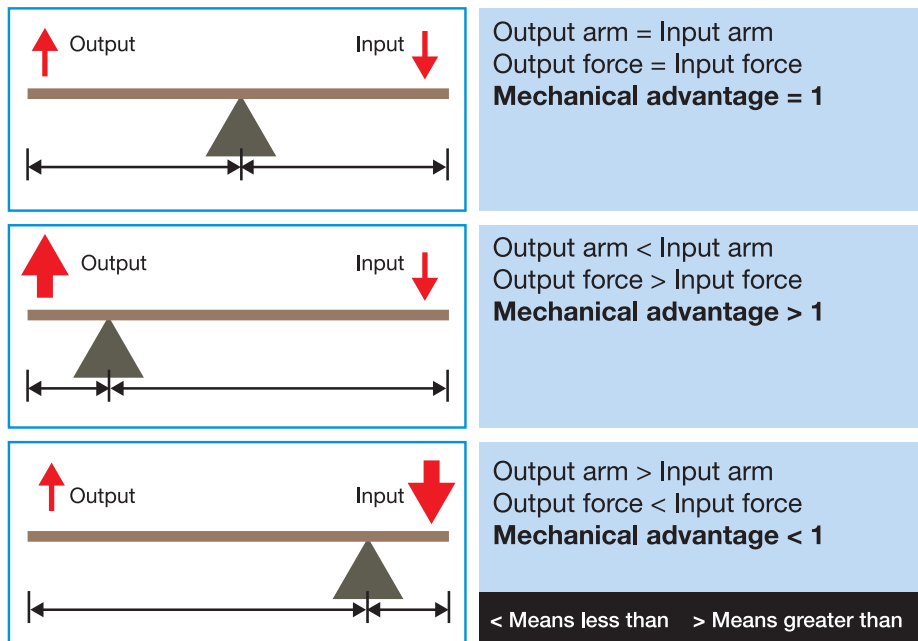 Output
Input
Output arm = Input arm
Output force = Input force
Mechanical advantage = 1
Output
Input
Output arm < Input arm
Output force > Input force
Mechanical advantage > 1
Output
Input
Output arm > Input arm
Output force < Input force
Mechanical advantage < 1
< Means less than > Means greater than